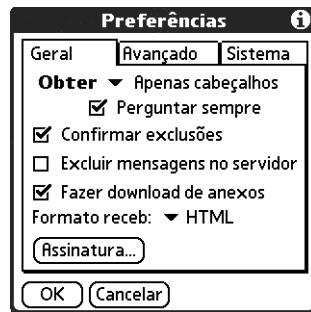 Preferências
Geral Avançado Sistema
Obter Apenas cabeçalhos
Perguntar sempre
Confirmar exclusões
Excluir mensagens no servidor
Fazer download de anexos
Formato receb: HTML
Assinatura...
OK Cancelar